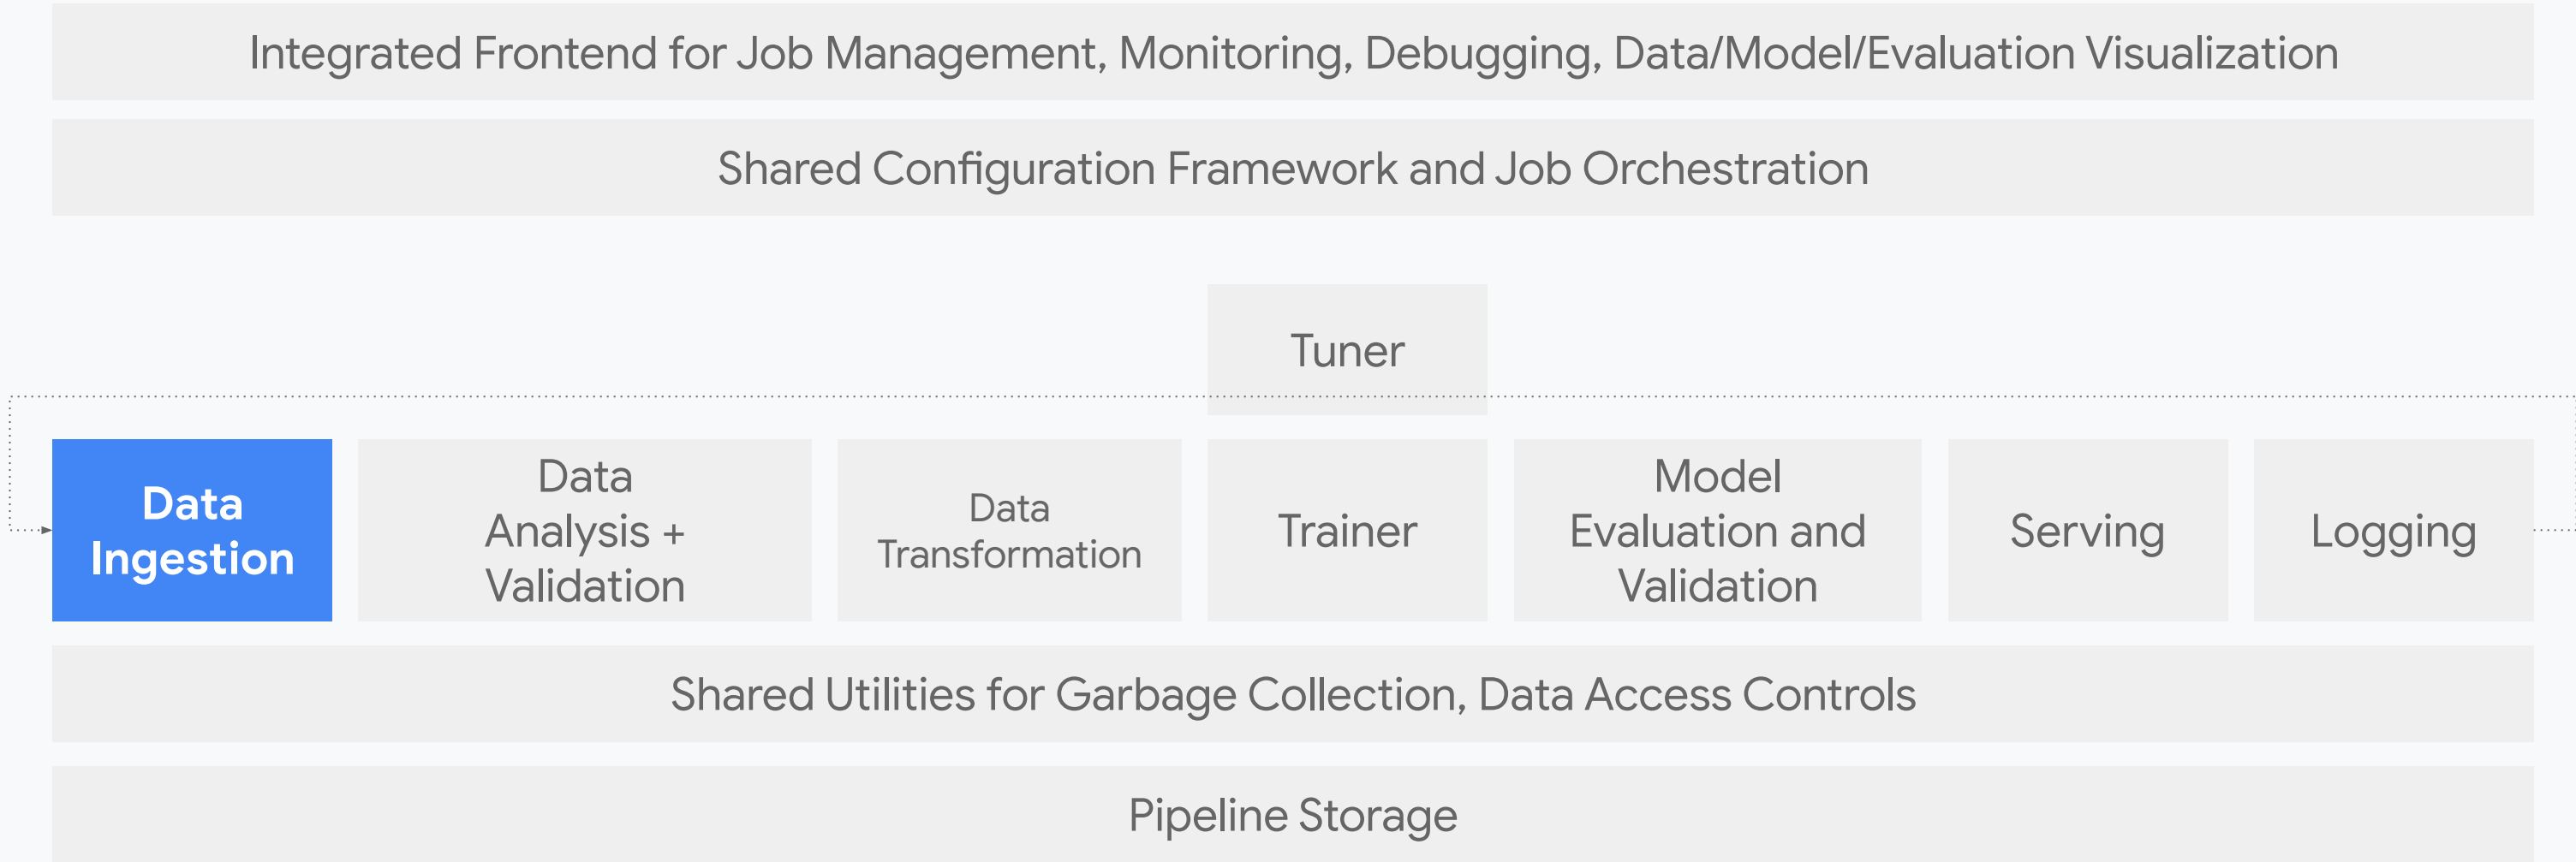 Integrated Frontend for Job Management, Monitoring, Debugging, Data/Model/Evaluation Visualization
Shared Configuration Framework and Job Orchestration
Tuner
Data
Ingestion
Data
Analysis +
Validation
Data
Transformation
Trainer
Model
Evaluation and
Validation
Serving
Logging
Shared Utilities for Garbage Collection, Data Access Controls
Pipeline Storage